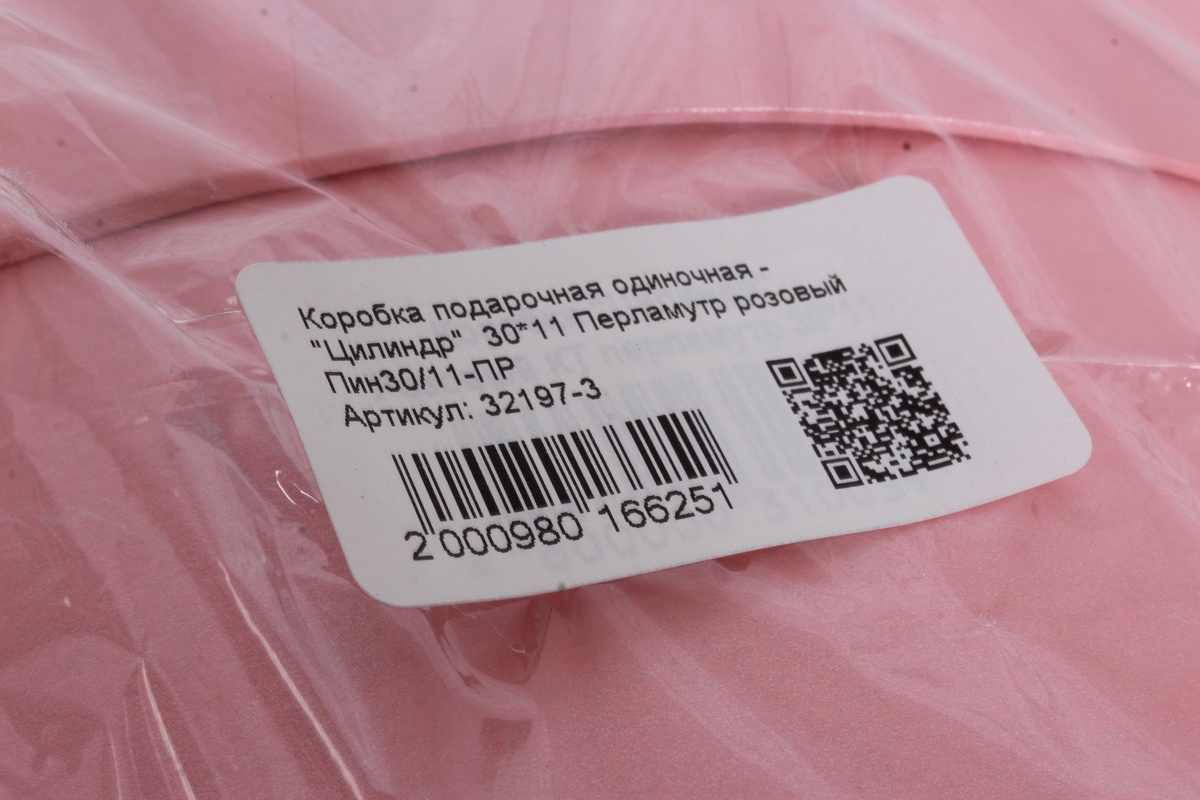 Коробка подарочная одиночная -
"Цилиндр"  30*11 Перламутр розовый
Пин30/11-ПР
Артикул: 32197-3
2 000980 166251